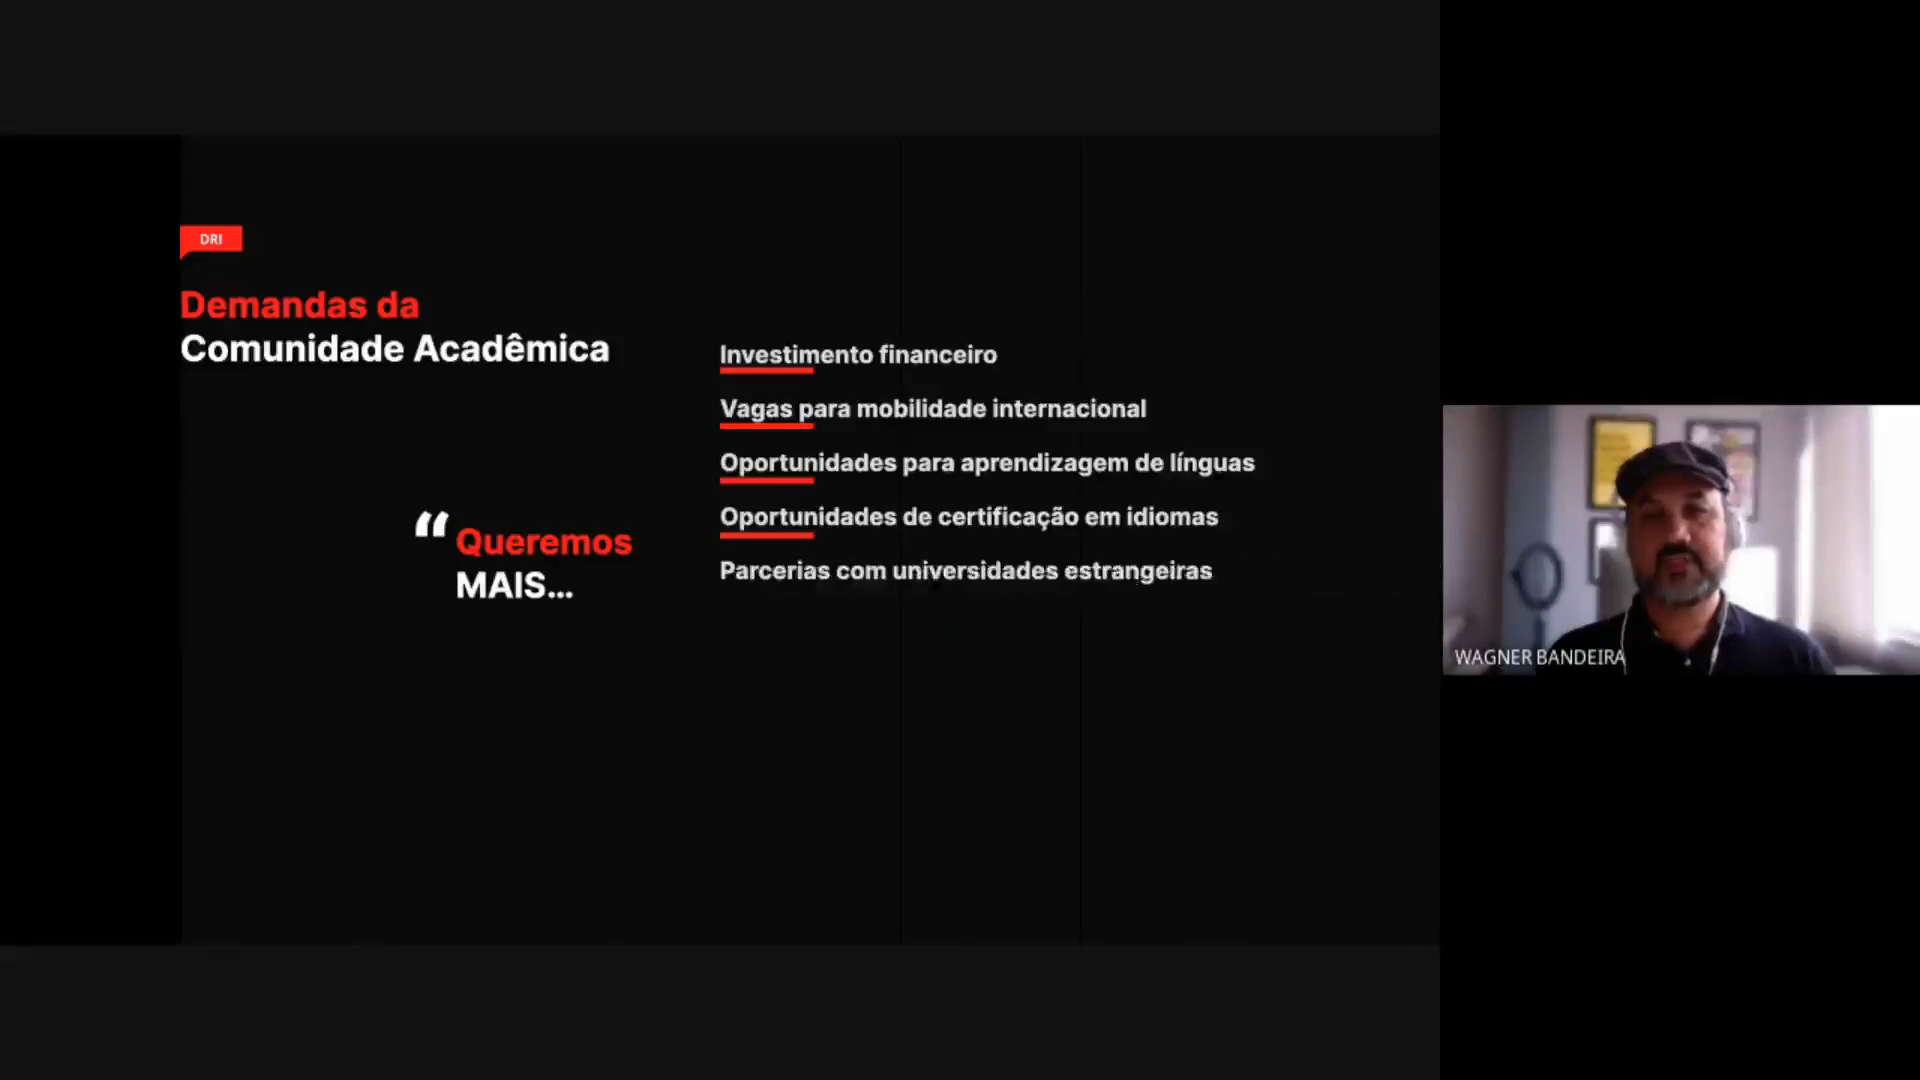 DRI
Demandas da
Comunidade Acadêmica
“ Queremos
MAIS...
Investimento financeiro
Vagas para mobilidade internacional
Oportunidades para aprendizagem de línguas
Oportunidades de certificação em idiomas
Parcerias com universidades estrangeiras
WAGNER BANDEIRA